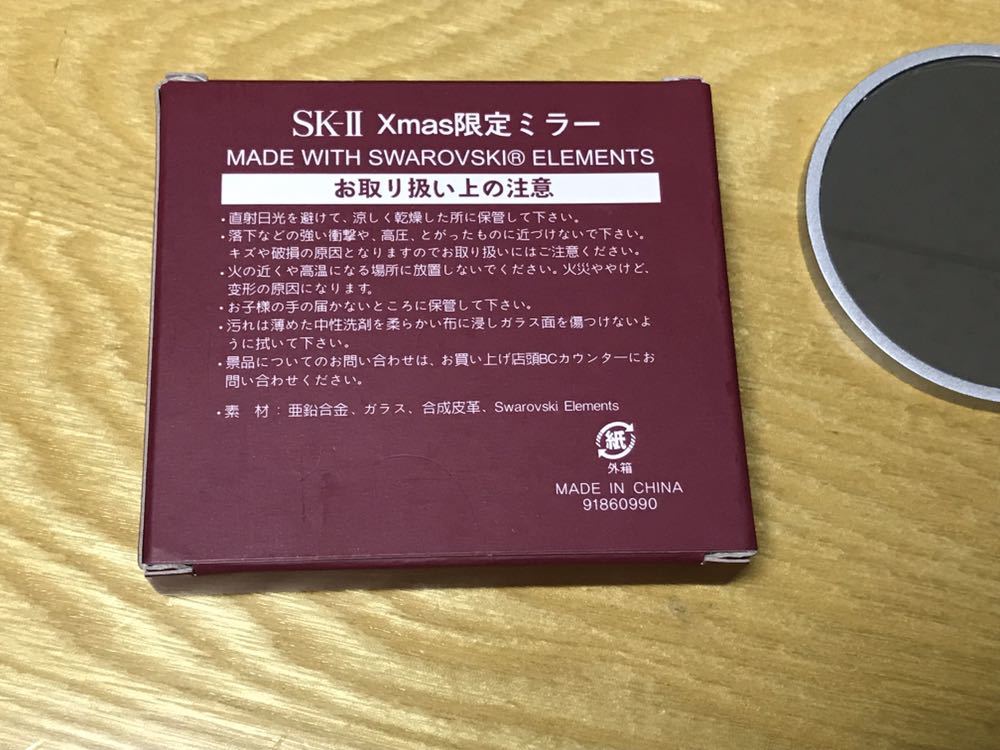 SK-II Xmas限定ミラー
MADE WITH SWAROVSKI® ELEMENTS
お取り扱い上の注意
・直射日光を避けて、涼しく乾燥した所に保管して下さい。
・落下などの強い衝撃や、高圧、とがったものに近づけないで下さい。
キズや破損の原因となりますのでお取り扱いにはご注意ください。
・火の近くや高温になる場所に放置しないでください。火災ややけど、
変形の原因になります。
・お子様の手の届かないところに保管して下さい。
・汚れは薄めた中性洗剤を柔らかい布に浸しガラス面を傷つけないよ
うに拭いて下さい。
・景品についてのお問い合わせは、お買い上げ店頭BCカウンターにお
問い合わせください。
・素 材：亜鉛合金、ガラス、合成皮革、Swarovski Elements
紙
外箱
MADE IN CHINA
91860990